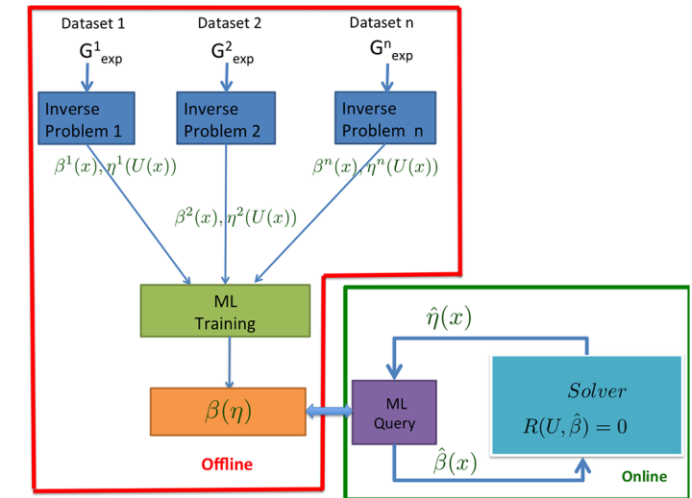 Dataset 1 Dataset 2 Dataset n
G¹exp G²exp Gⁿexp
Inverse
Problem 1
Inverse
Problem 2
Inverse
Problem n
β¹(x), η¹(U(x)) βⁿ(x), ηⁿ(U(x))
β²(x), η²(U(x))
ML
Training
β(η)
Offline
η̂(x)
ML
Query
Solver
R(U, β̂) = 0
β̂(x)
Online